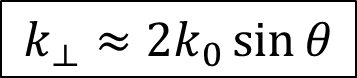 k⊥ ≈ 2k₀ sin θ